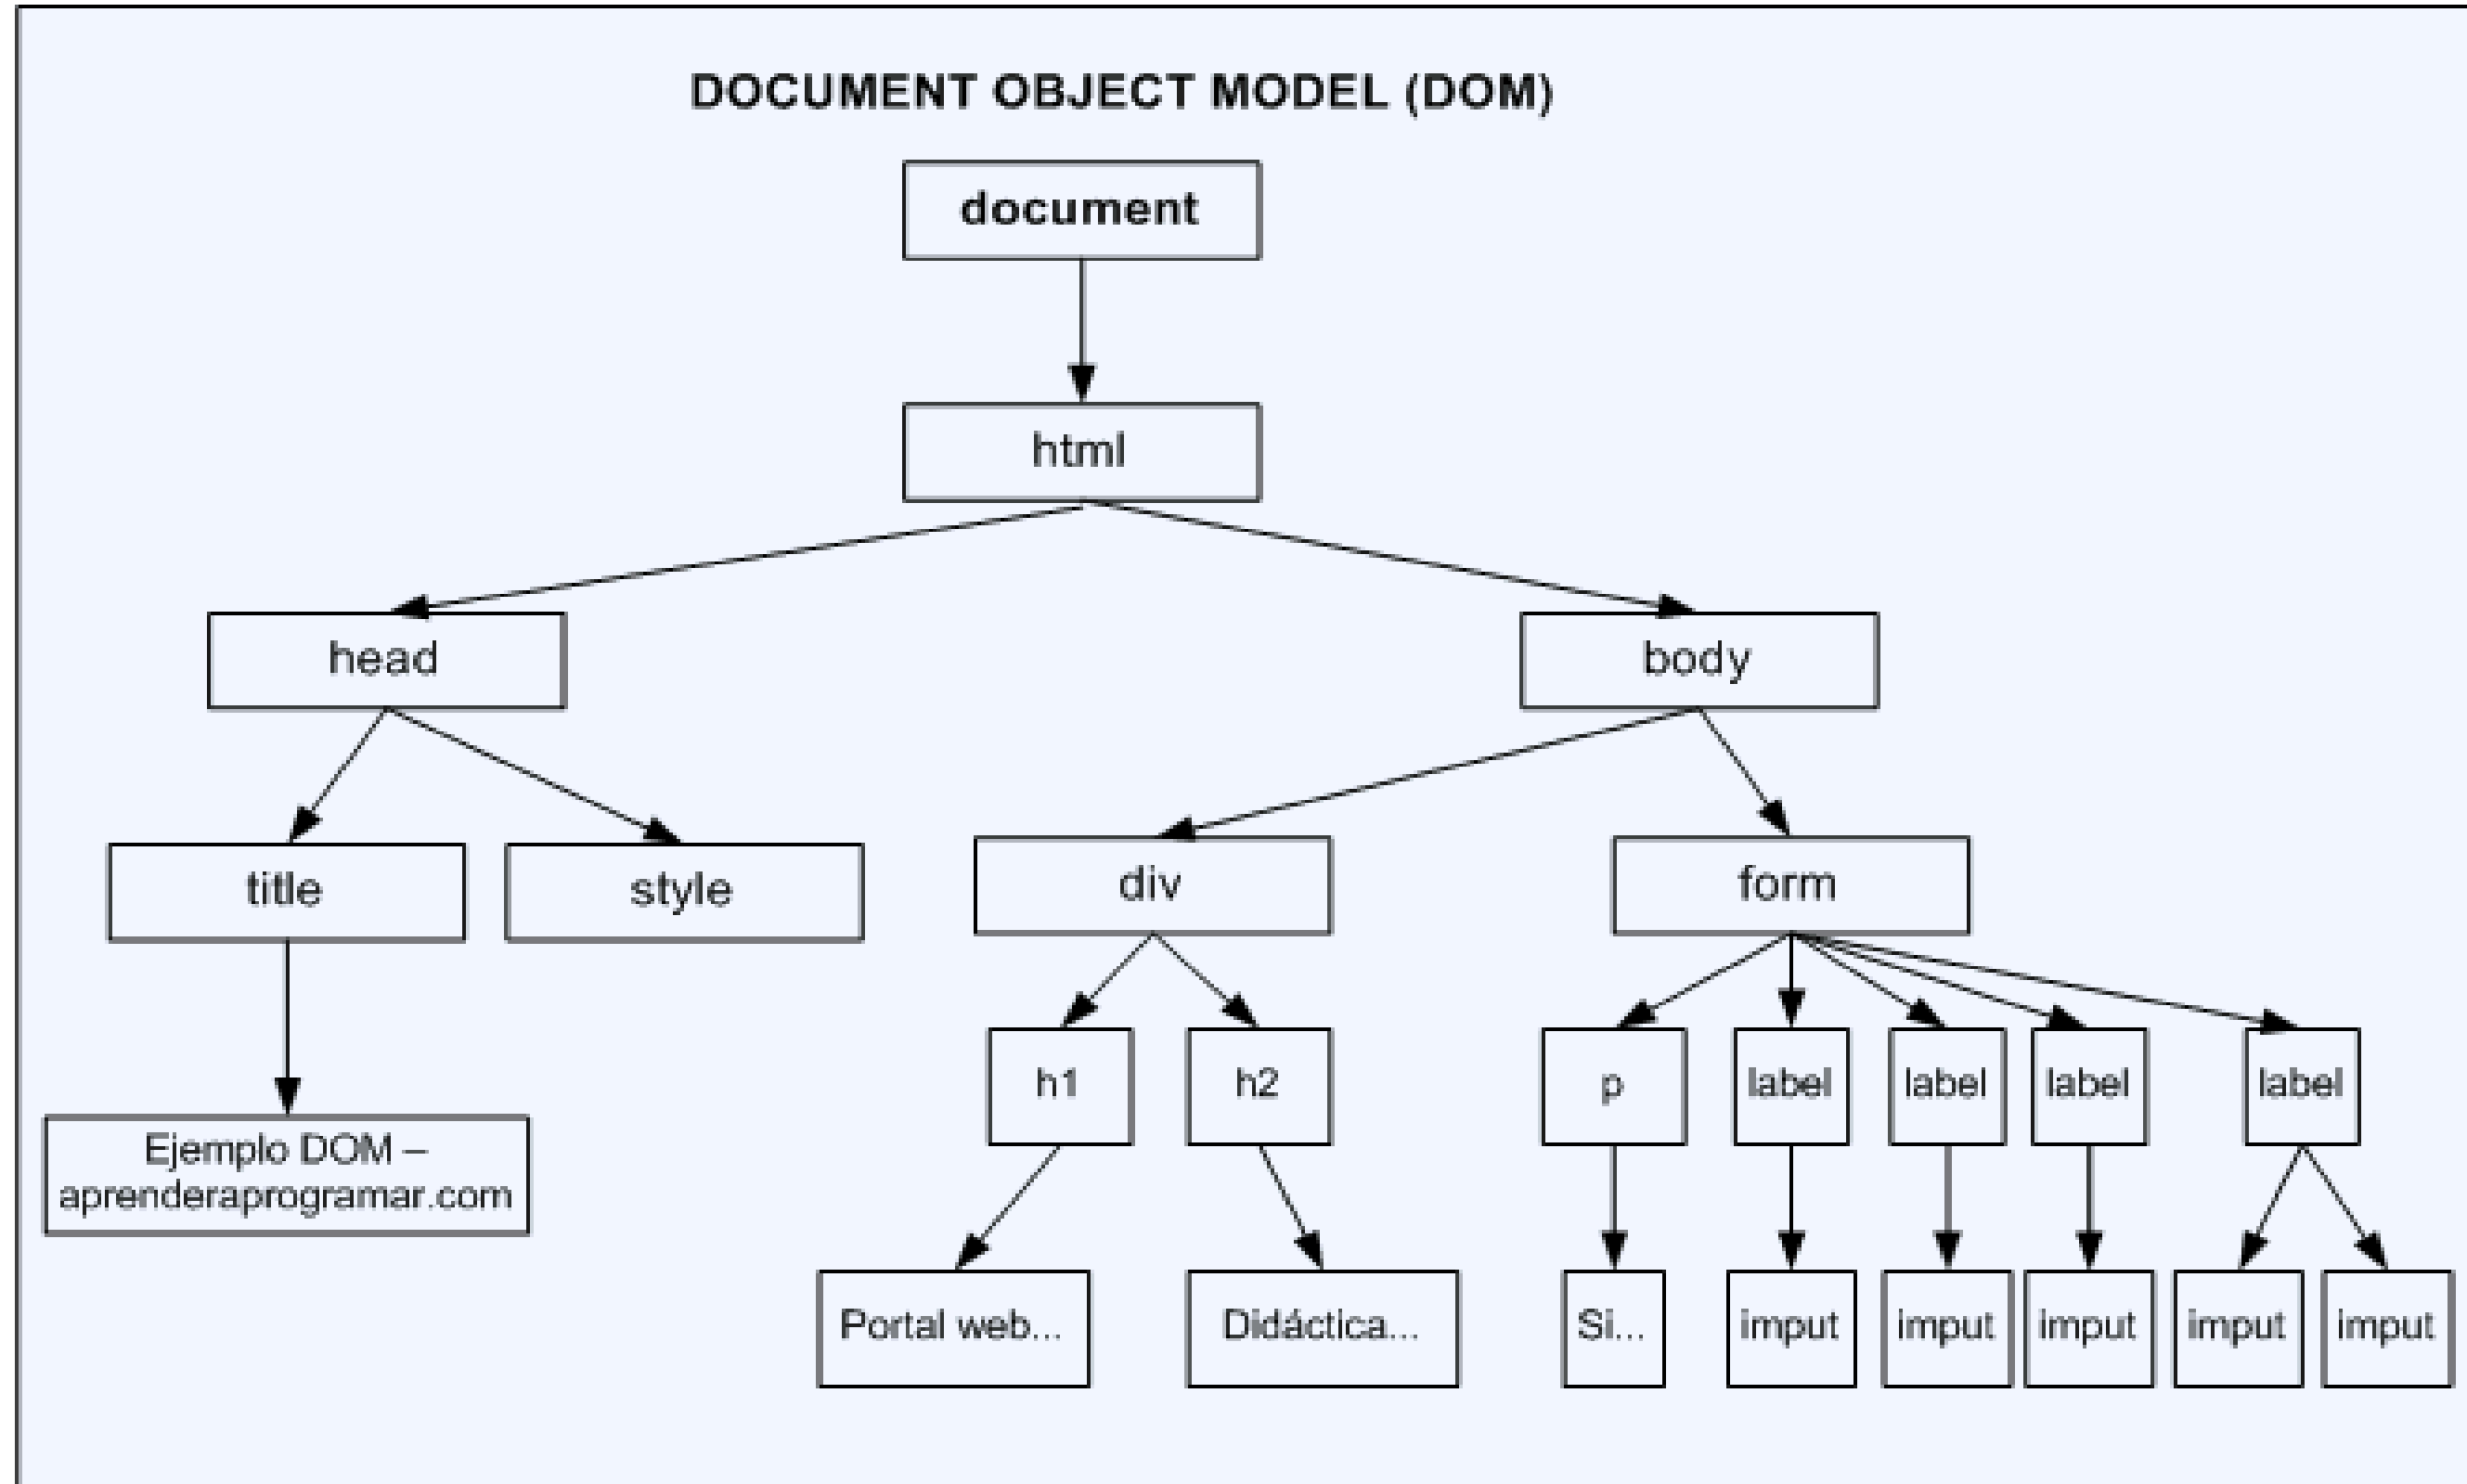 DOCUMENT OBJECT MODEL (DOM)
document
html
head
body
title
style
div
form
h1
h2
p
label
label
label
label
Ejemplo DOM –
aprenderaprogramar.com
Portal web...
Didáctica...
Si...
imput
imput
imput
imput
imput